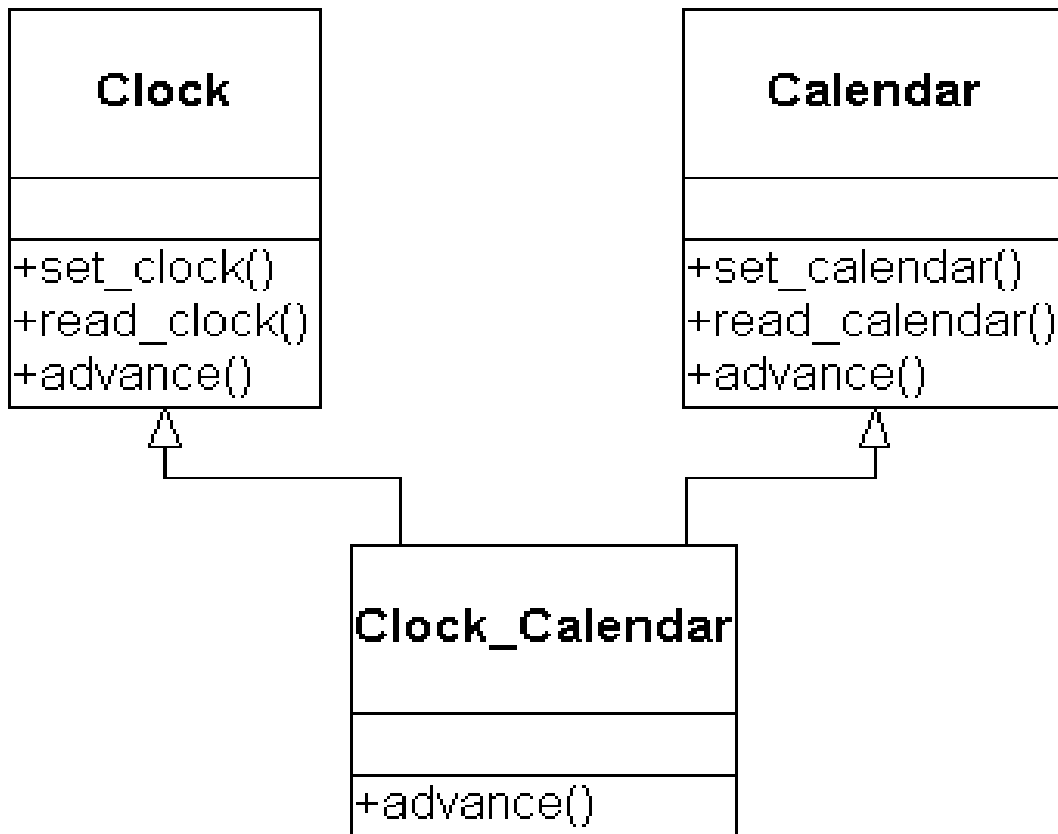 Clock
+set_clock()
+read_clock()
+advance()
Calendar
+set_calendar()
+read_calendar()
+advance()
Clock_Calendar
+advance()